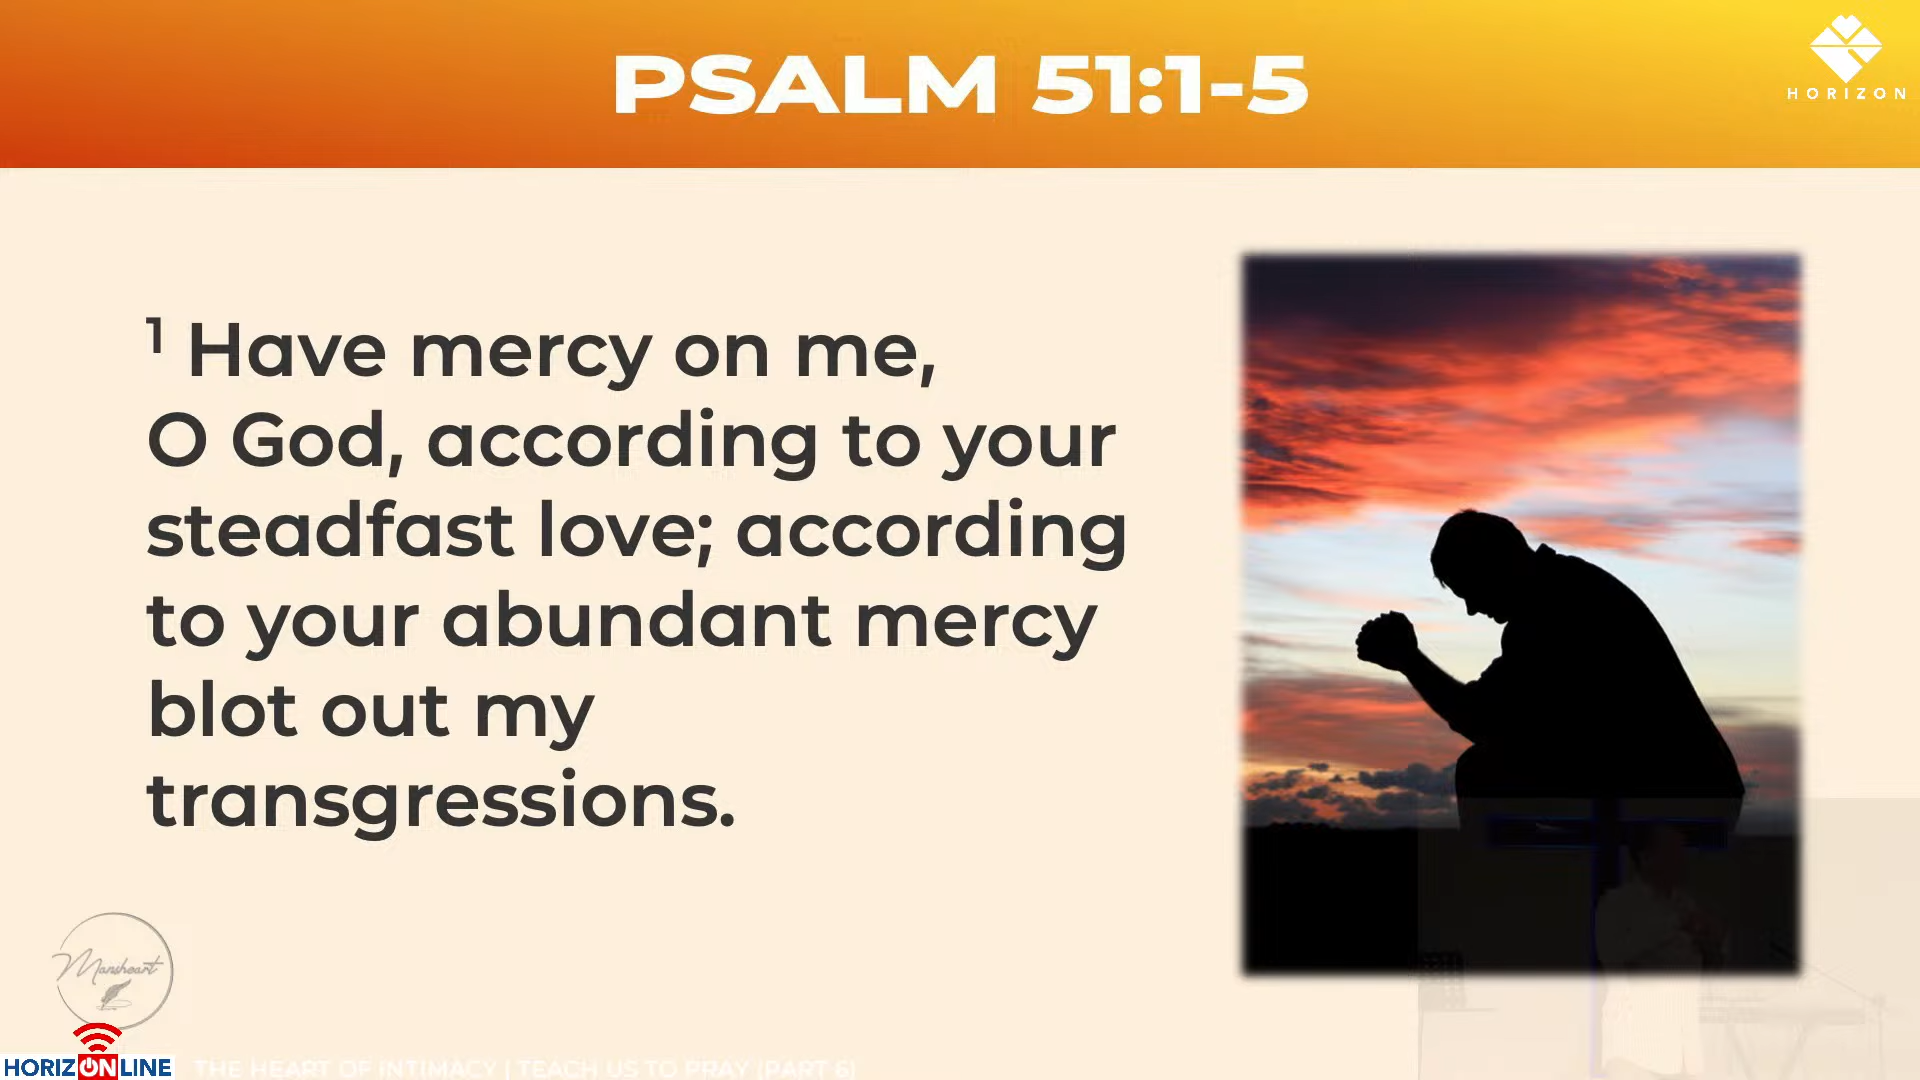 PSALM 51:1-5
HORIZON
1 Have mercy on me,
O God, according to your
steadfast love; according
to your abundant mercy
blot out my
transgressions.
Mansheart
HORIZONLINE
THE HEART OF INTIMACY | TEACH US TO PRAY (PART 6)